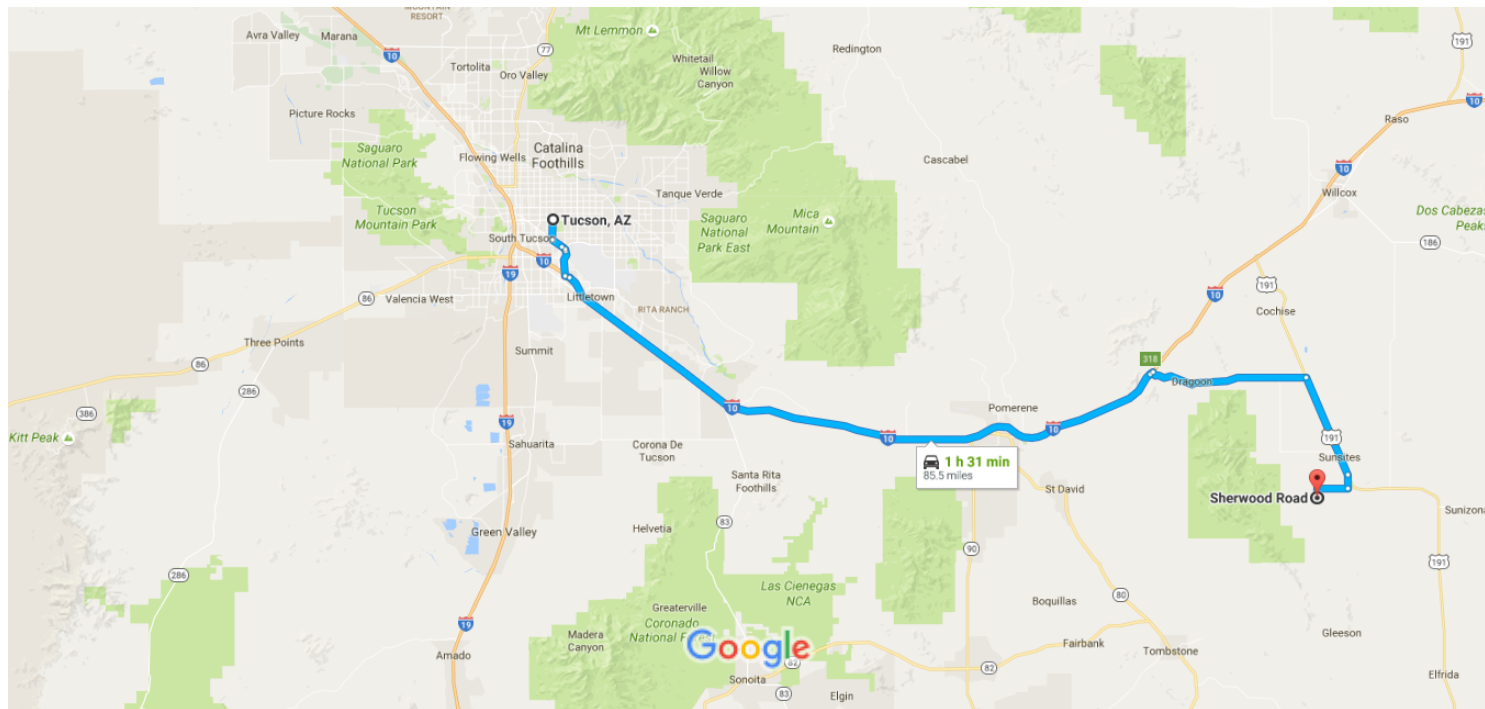 MOUNTAIN
RESORT
Mt Lemmon
Avra Valley
Marana
10
77
Oro Valley
Tortolita
Whitetail
Willow
Canyon
Redington
191
10
Raso
Picture Rocks
Saguaro
National Park
Flowing Wells
Catalina
Foothills
Cascabel
10
Willcox
Tanque Verde
Tucson
Mountain Park
Tucson, AZ
Saguaro
National
Park East
Mica
Mountain
Dos Cabezas
Peaks
South Tucson
186
10
19
86
Valencia West
Littletown
RITA RANCH
10
191
Cochise
Three Points
Summit
86
318
Dragoon
286
386
Kitt Peak
19
10
Pomerene
10
10
Sahuarita
Corona De
Tucson
191
Sunsites
1 h 31 min
85.5 miles
Santa Rita
Foothills
St David
Sherwood Road
Sunizona
Green Valley
Helvetia
83
90
191
286
Las Cienegas
NCA
80
Boquillas
Greaterville
Coronado
National Forest
19
Madera
Canyon
Google
Fairbank
Gleeson
Amado
82
82
Tombstone
Sonoita
83
Elgin
Elfrida